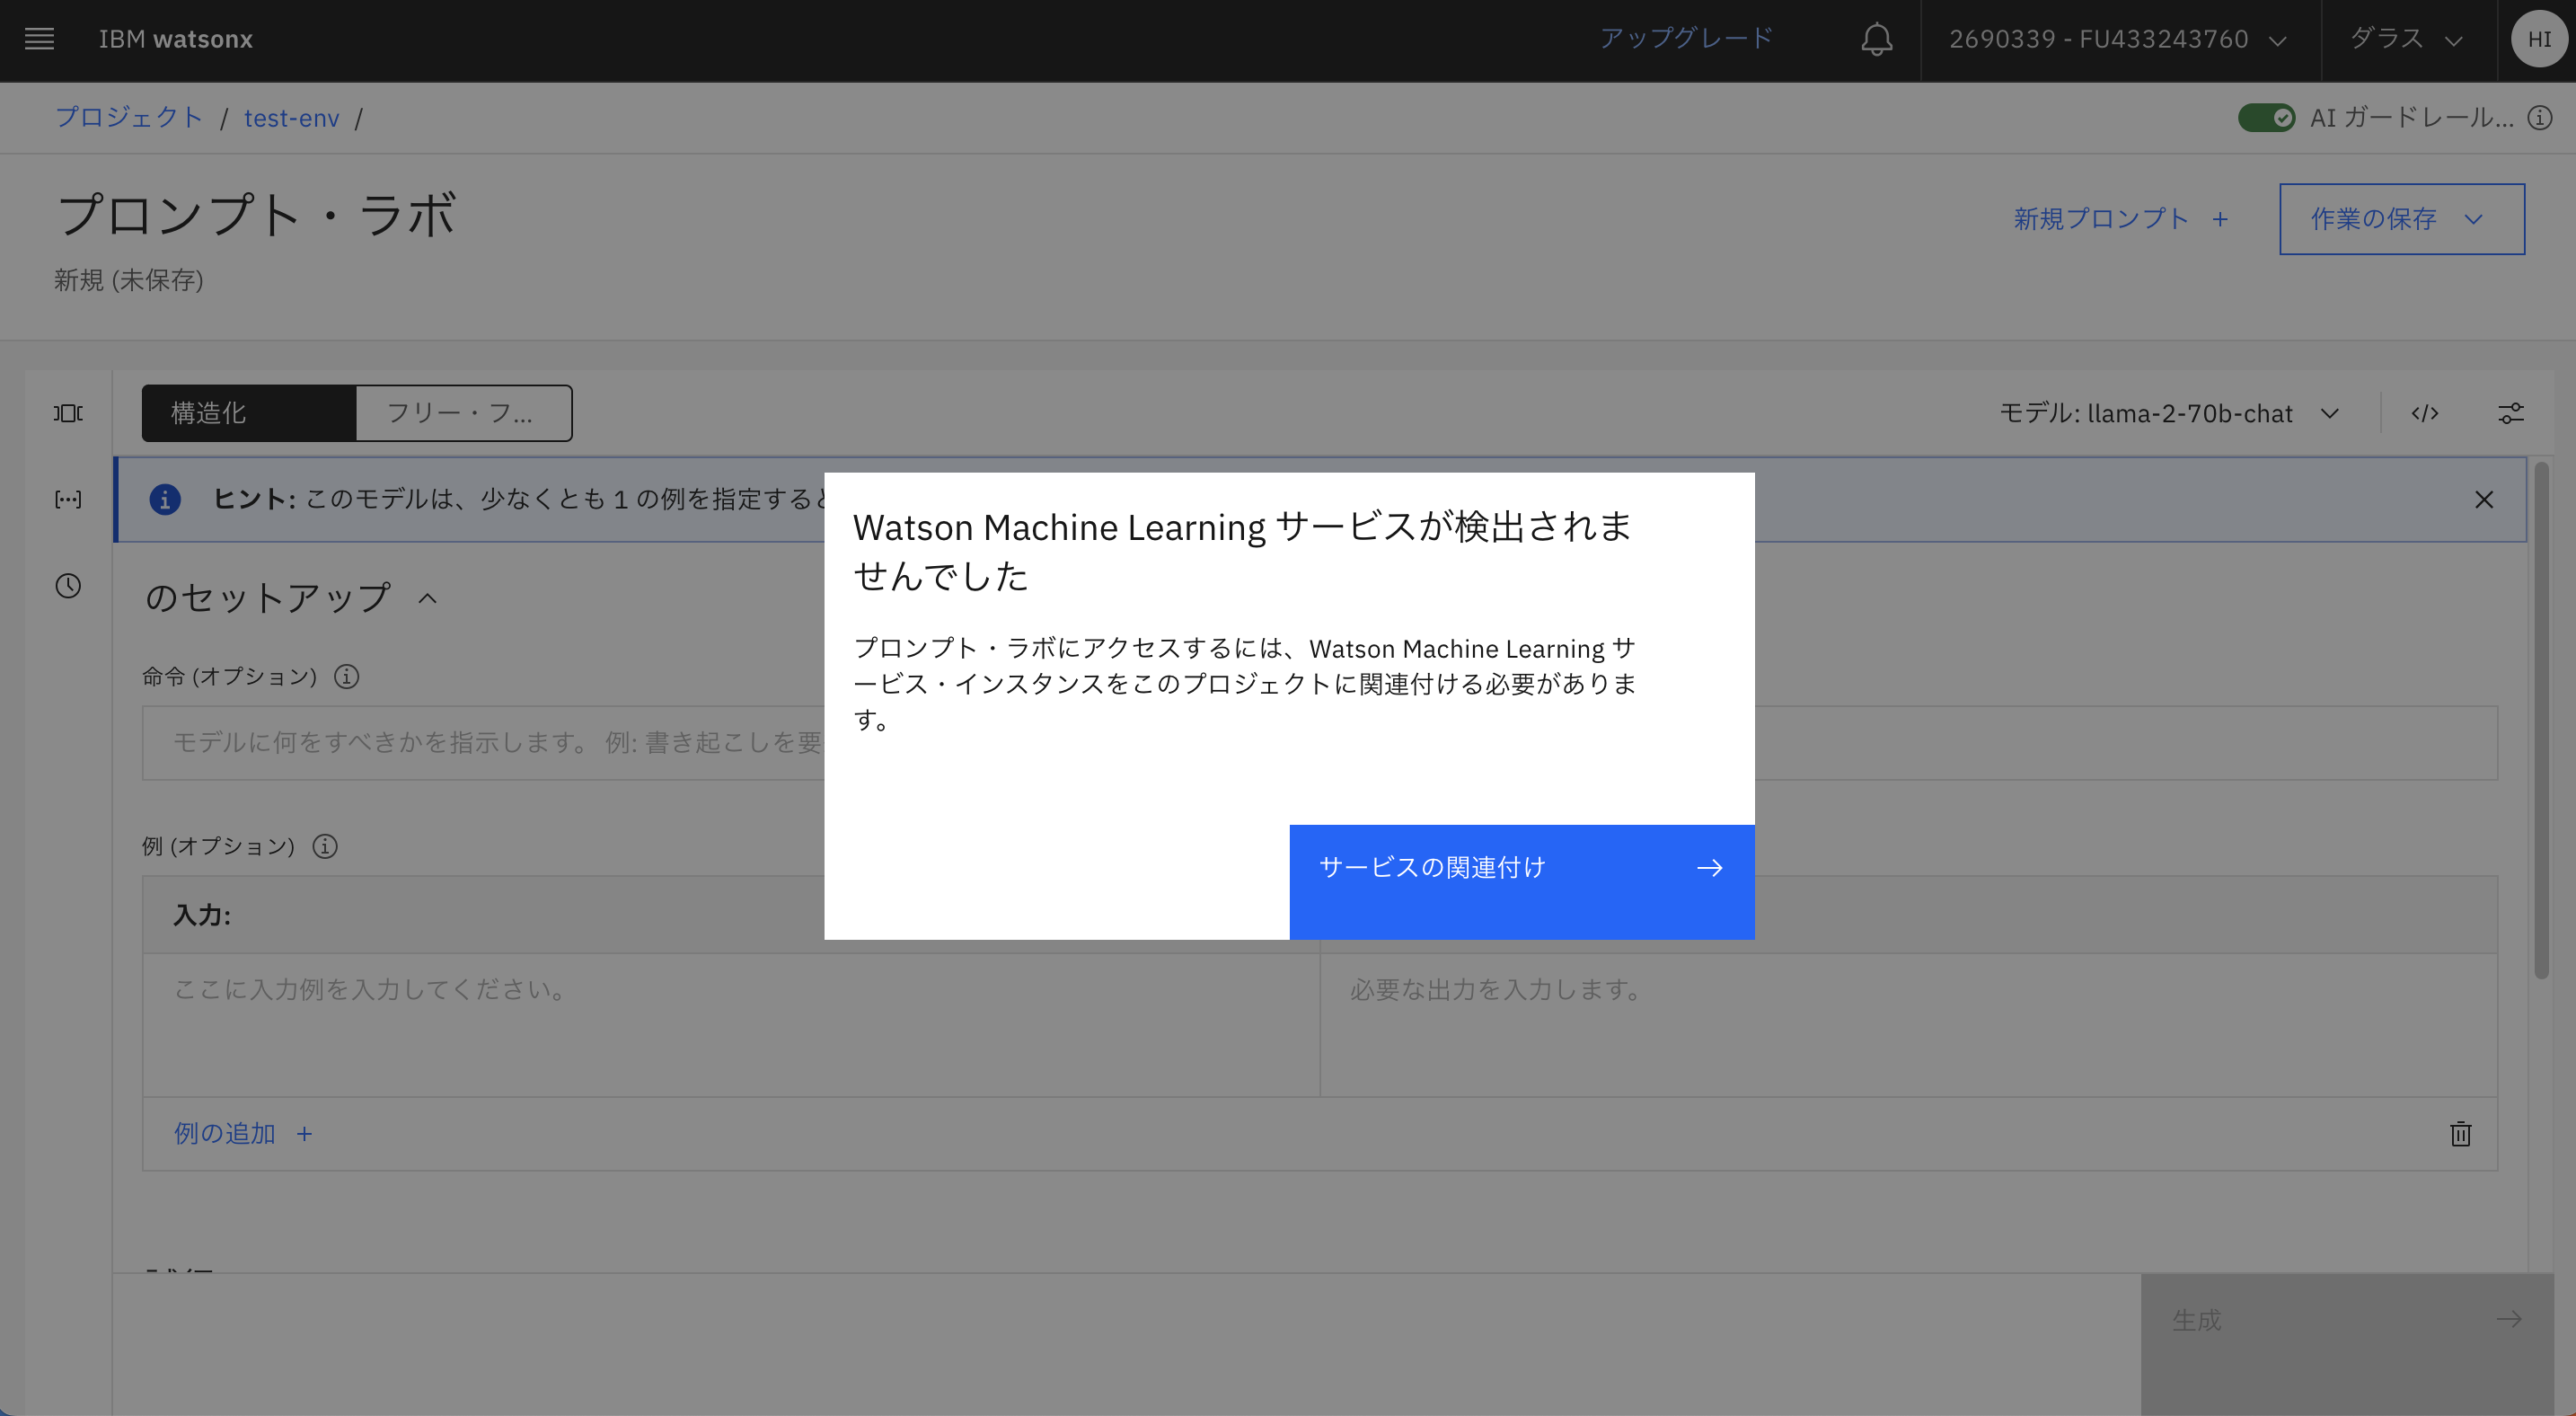 IBM watsonx
アップグレード
2690339 - FU433243760
ダラス
HI
プロジェクト / test-env /
AI ガードレール...
プロンプト・ラボ
新規プロンプト +
作業の保存
新規 (未保存)
構造化
フリー・フ...
モデル: llama-2-70b-chat
ヒント: このモデルは、少なくとも 1 の例を指定すると
Watson Machine Learning サービスが検出されま
せんでした
プロンプト・ラボにアクセスするには、Watson Machine Learning サ
ービス・インスタンスをこのプロジェクトに関連付ける必要がありま
す。
サービスの関連付け
のセットアップ
命令 (オプション)
モデルに何をすべきかを指示します。 例: 書き起こしを要
例 (オプション)
入力:
ここに入力例を入力してください。
必要な出力を入力します。
例の追加 +
生成